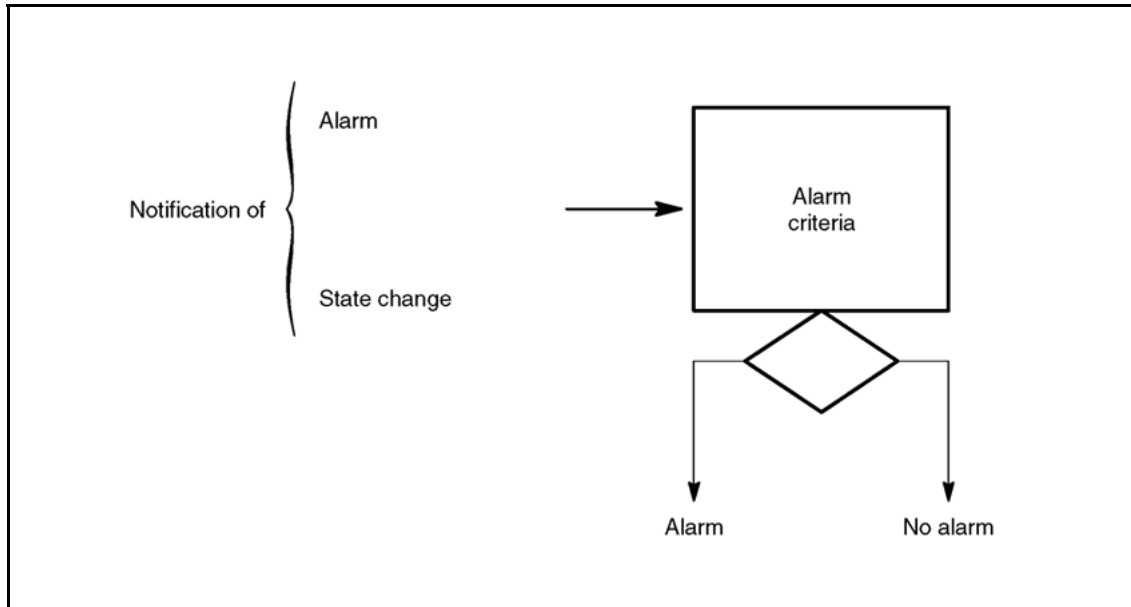 Alarm
Notification of
State change
Alarm
criteria
Alarm
No alarm